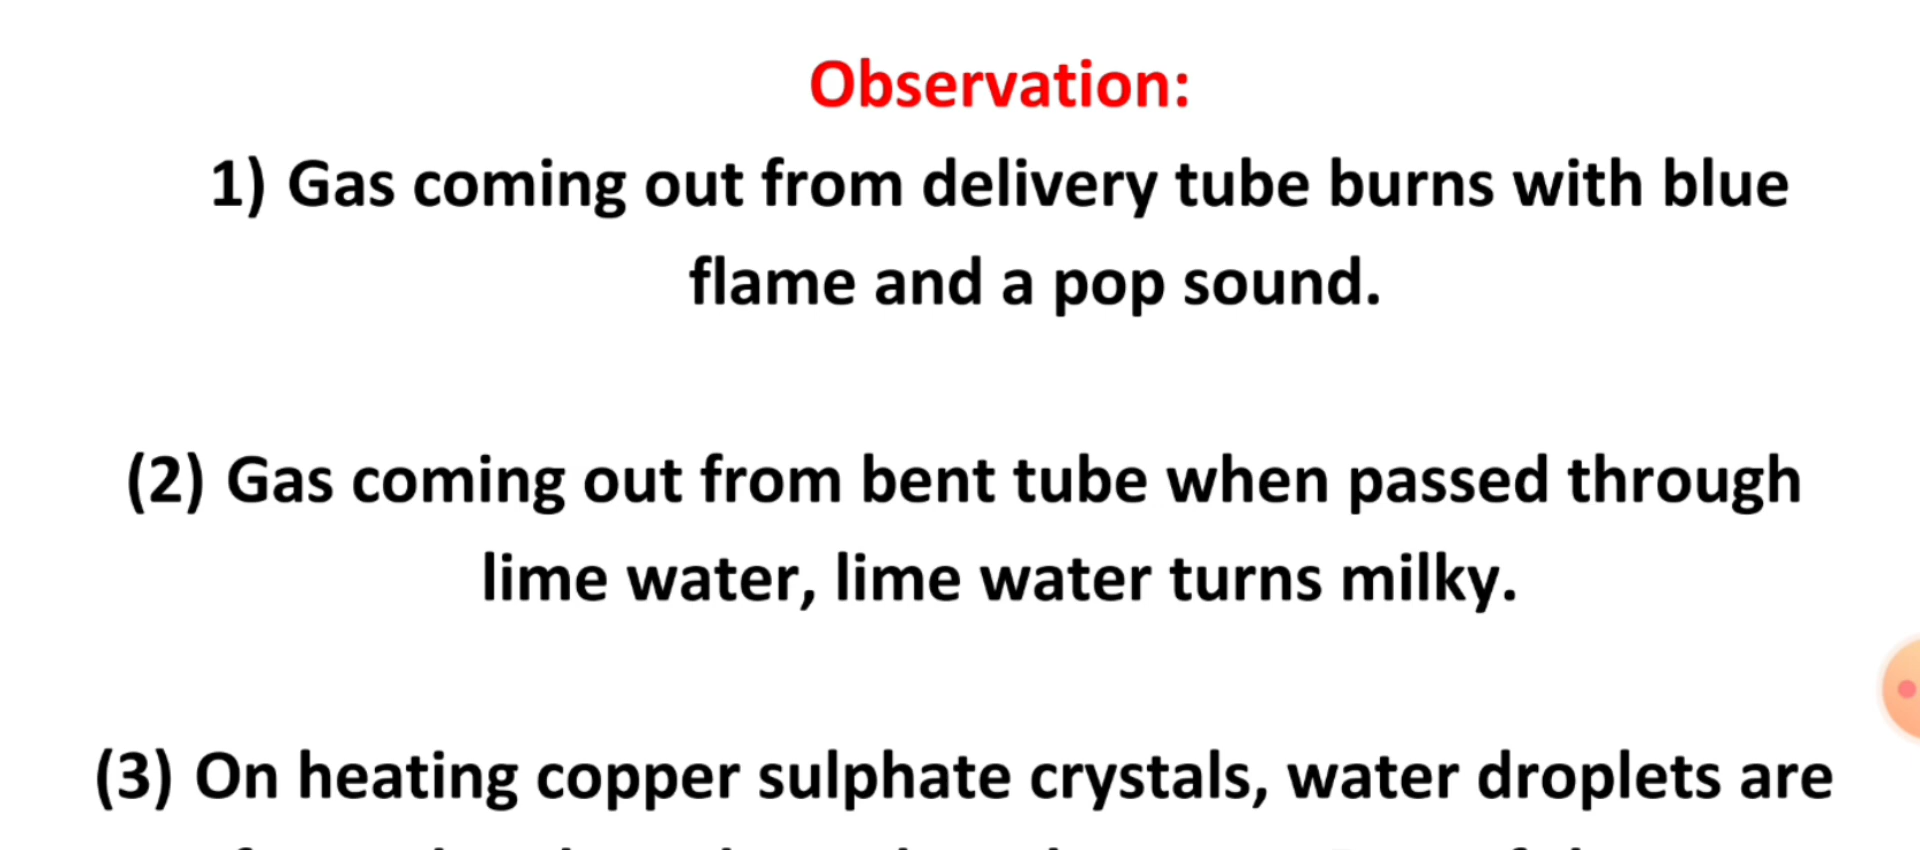 Observation:
1) Gas coming out from delivery tube burns with blue
flame and a pop sound.
(2) Gas coming out from bent tube when passed through
lime water, lime water turns milky.
(3) On heating copper sulphate crystals, water droplets are